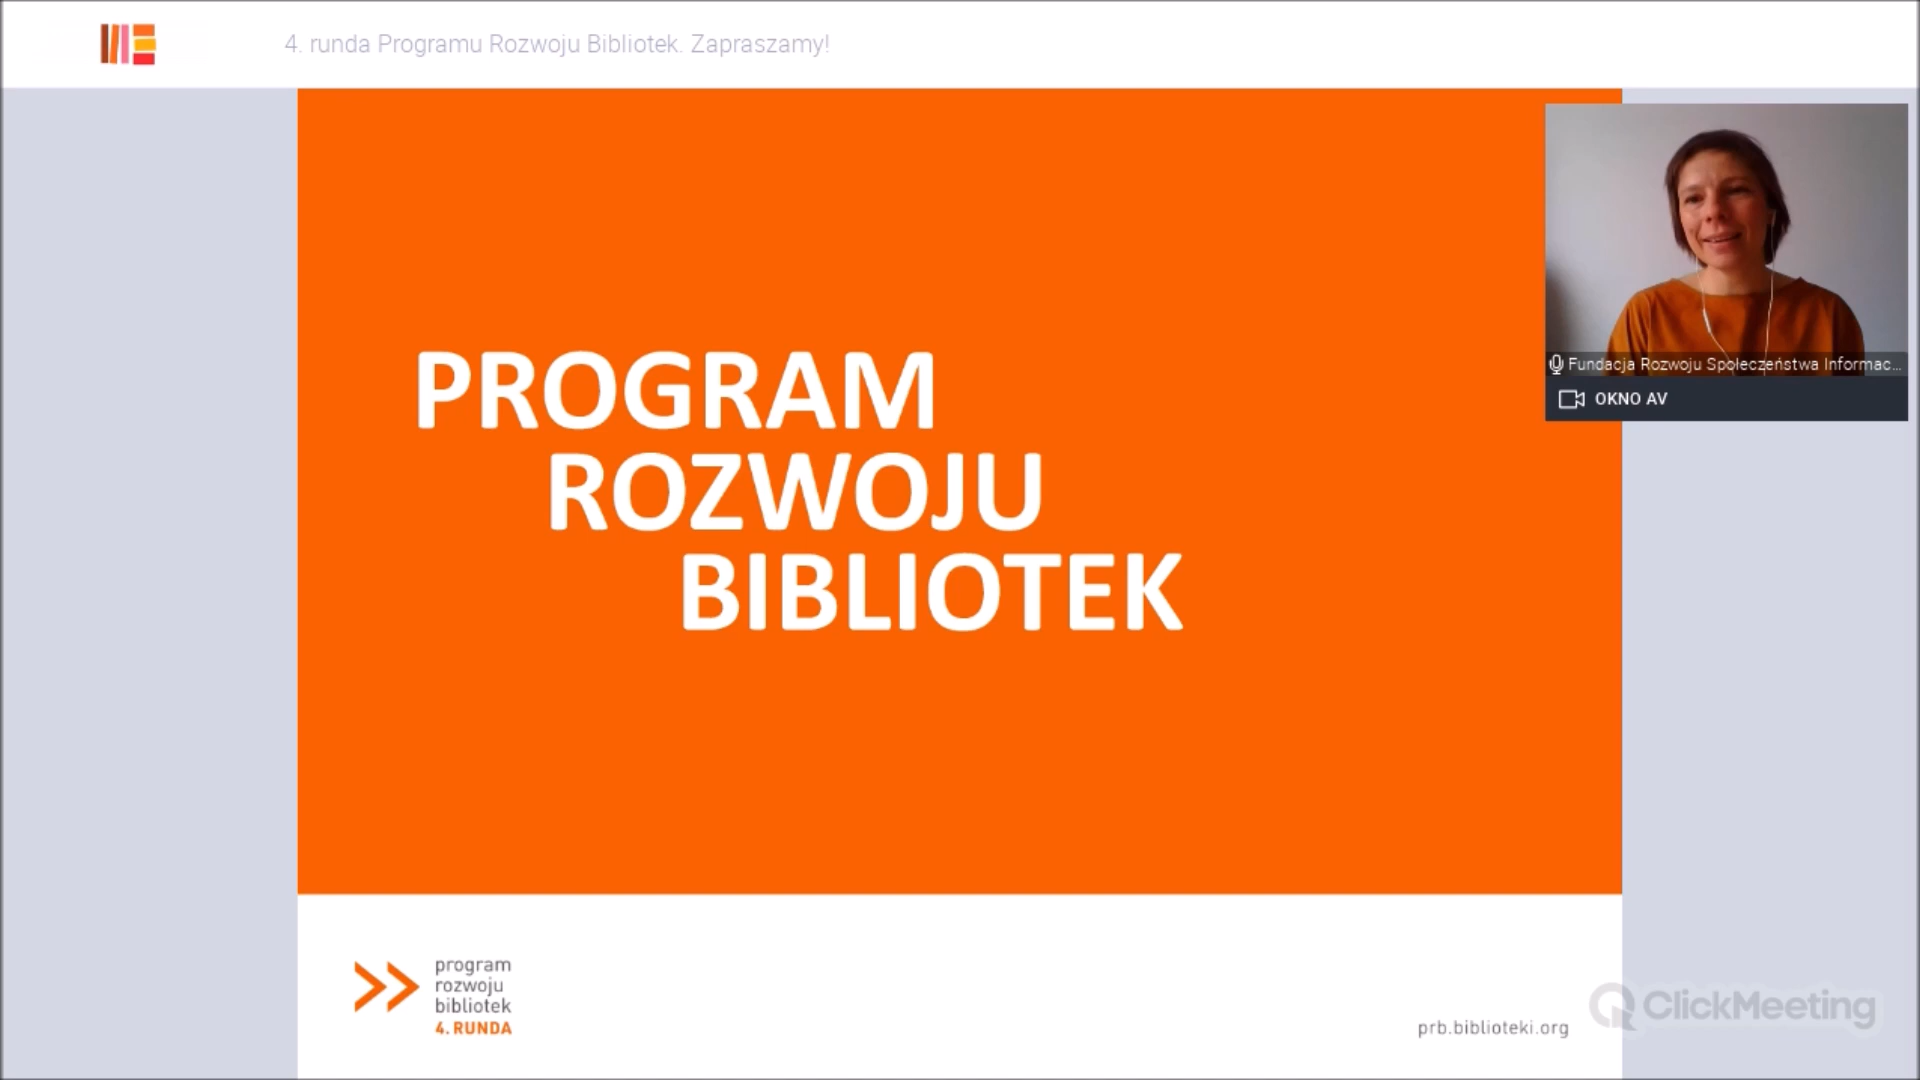 4. runda Programu Rozwoju Bibliotek. Zapraszamy!
PROGRAM
ROZWOJU
BIBLIOTEK
Fundacja Rozwoju Społeczeństwa Informac...
OKNO AV
program
rozwoju
bibliotek
4. RUNDA
prb.biblioteki.org
ClickMeeting